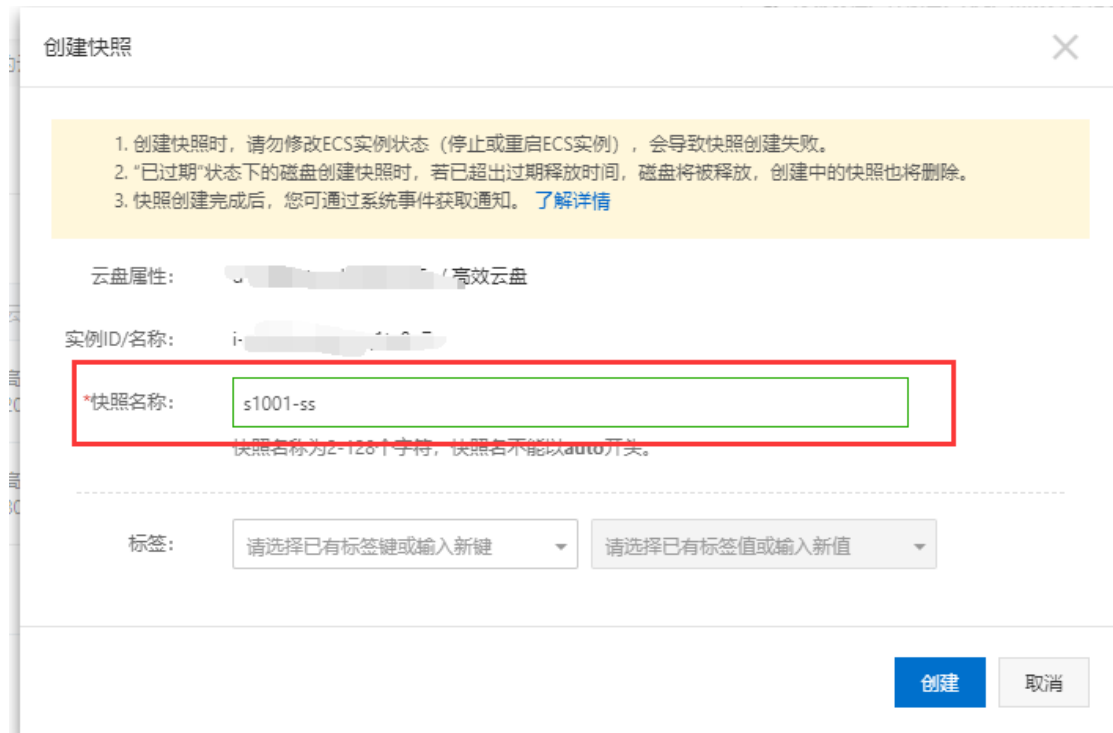 创建快照
1. 创建快照时，请勿修改ECS实例状态（停止或重启ECS实例），会导致快照创建失败。
2. “已过期”状态下的磁盘创建快照时，若已超出过期释放时间，磁盘将被释放，创建中的快照也将删除。
3. 快照创建完成后，您可通过系统事件获取通知。 了解详情
云盘属性： / 高效云盘
实例ID/名称： i-
*快照名称： s1001-ss
快照名称为2-128个字符，快照名不能以auto开头。
标签： 请选择已有标签键或输入新键 请选择已有标签值或输入新值
创建 取消